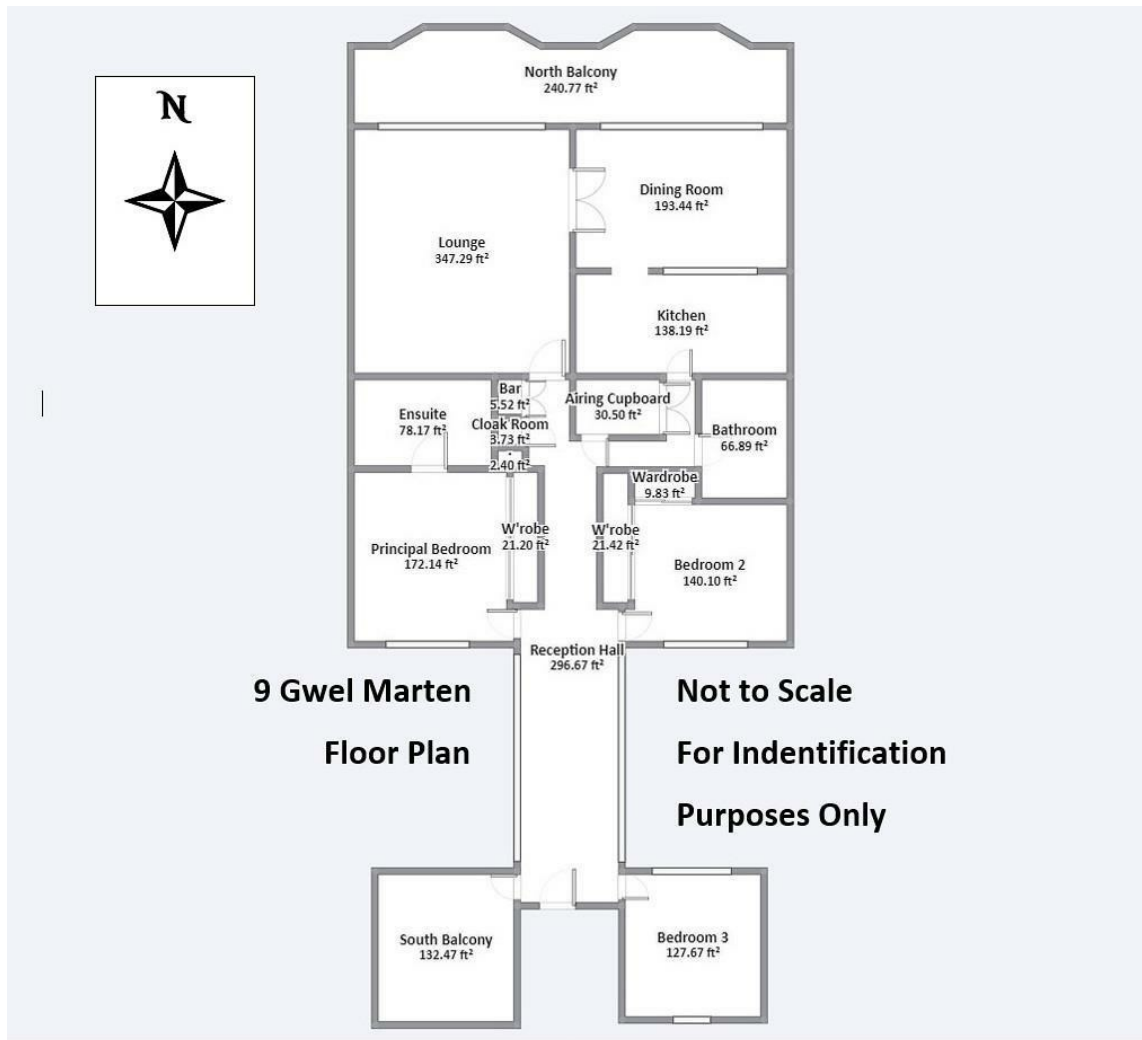 N
North Balcony
240.77 ft²
Dining Room
193.44 ft²
Lounge
347.29 ft²
Kitchen
138.19 ft²
Bar
5.52 ft²
Airing Cupboard
30.50 ft²
Ensuite
78.17 ft²
Cloak Room
3.73 ft²
Bathroom
66.89 ft²
2.40 ft²
Wardrobe
9.83 ft²
W'robe
21.20 ft²
W'robe
21.42 ft²
Principal Bedroom
172.14 ft²
Bedroom 2
140.10 ft²
Reception Hall
296.67 ft²
9 Gwel Marten
Floor Plan
Not to Scale
For Indentification
Purposes Only
South Balcony
132.47 ft²
Bedroom 3
127.67 ft²